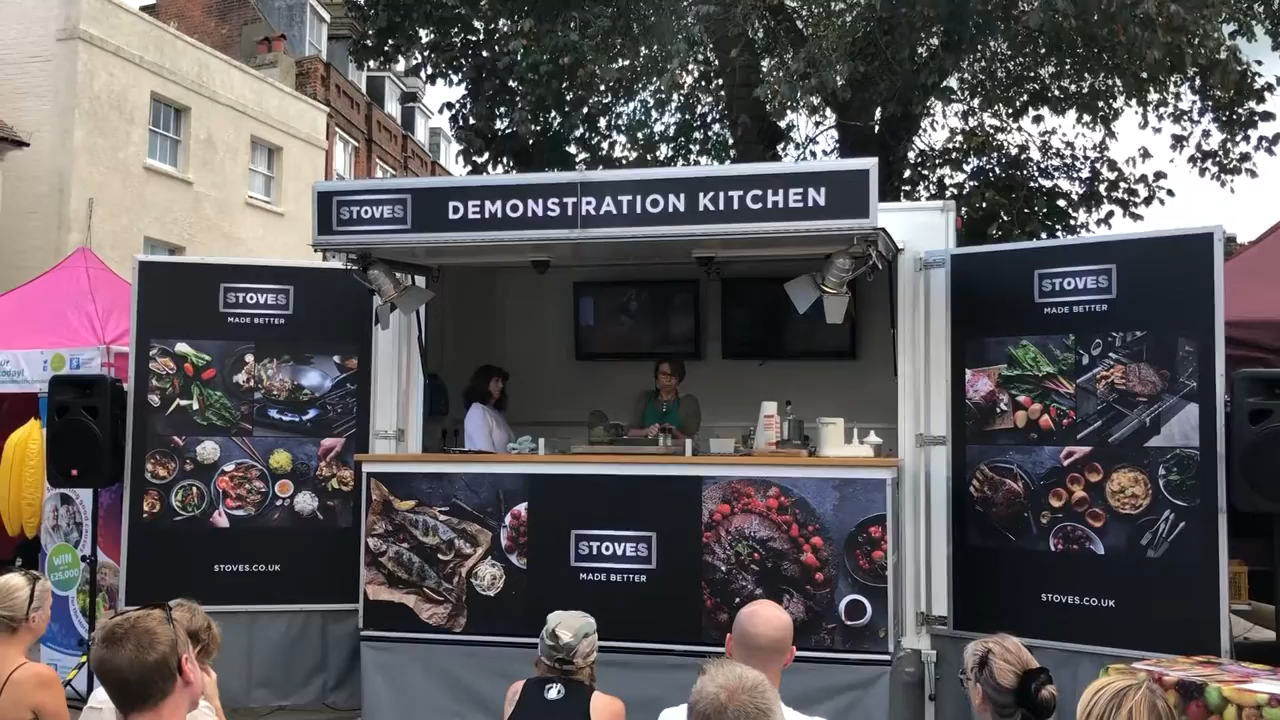 STOVES
DEMONSTRATION KITCHEN
STOVES
MADE BETTER
STOVES.CO.UK
STOVES
MADE BETTER
STOVES
MADE BETTER
STOVES.CO.UK
today!
WIN
£25,000